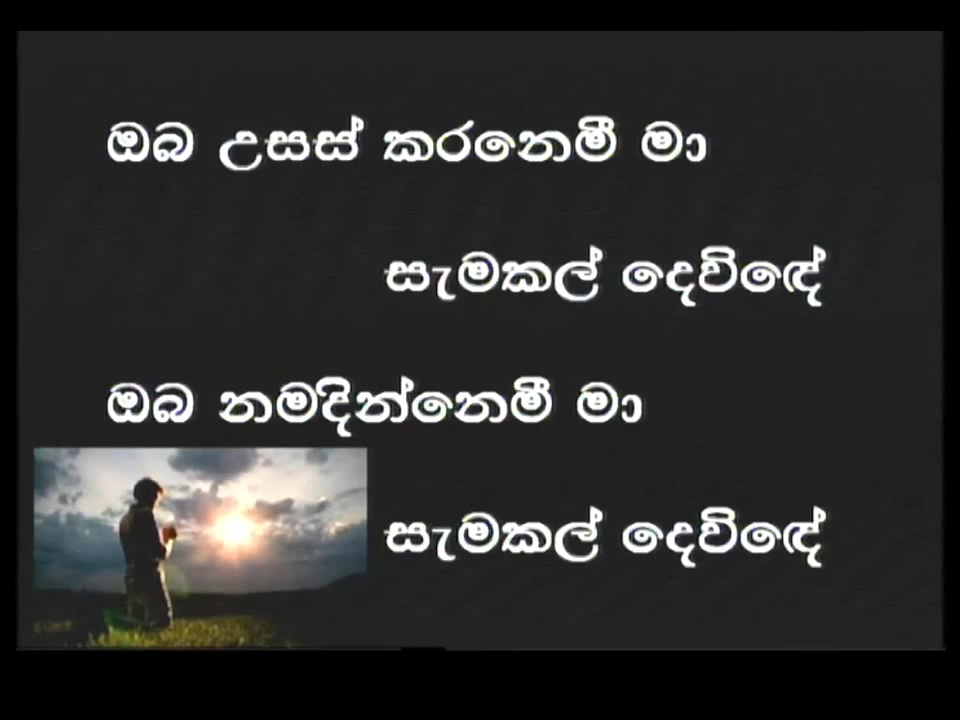 ඔබ උසස් කරනෙමී මා
සැමකල් දෙවිඳේ
ඔබ නමදින්නෙමී මා
සැමකල් දෙවිඳේ